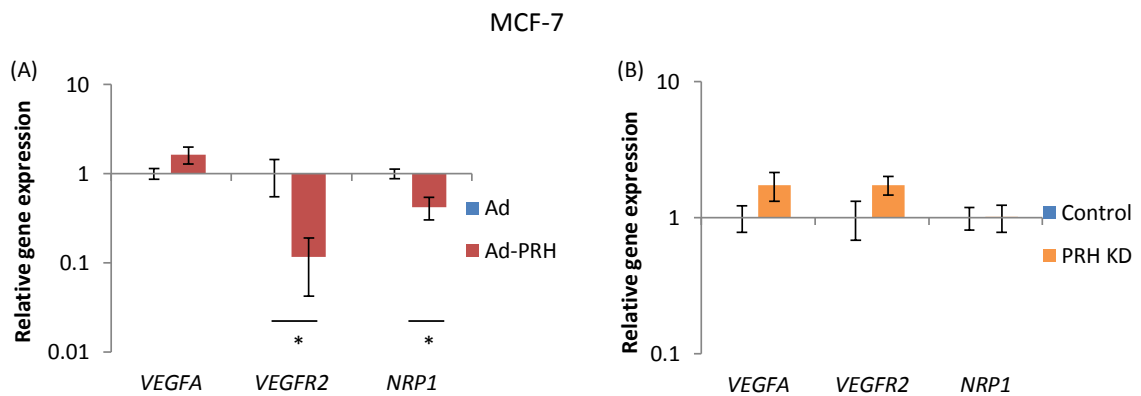 MCF-7
(A)
Relative gene expression
10
1
0.1
0.01
* *
VEGFA VEGFR2 NRP1
Ad
Ad-PRH
(B)
Relative gene expression
10
1
0.1
VEGFA VEGFR2 NRP1
Control
PRH KD